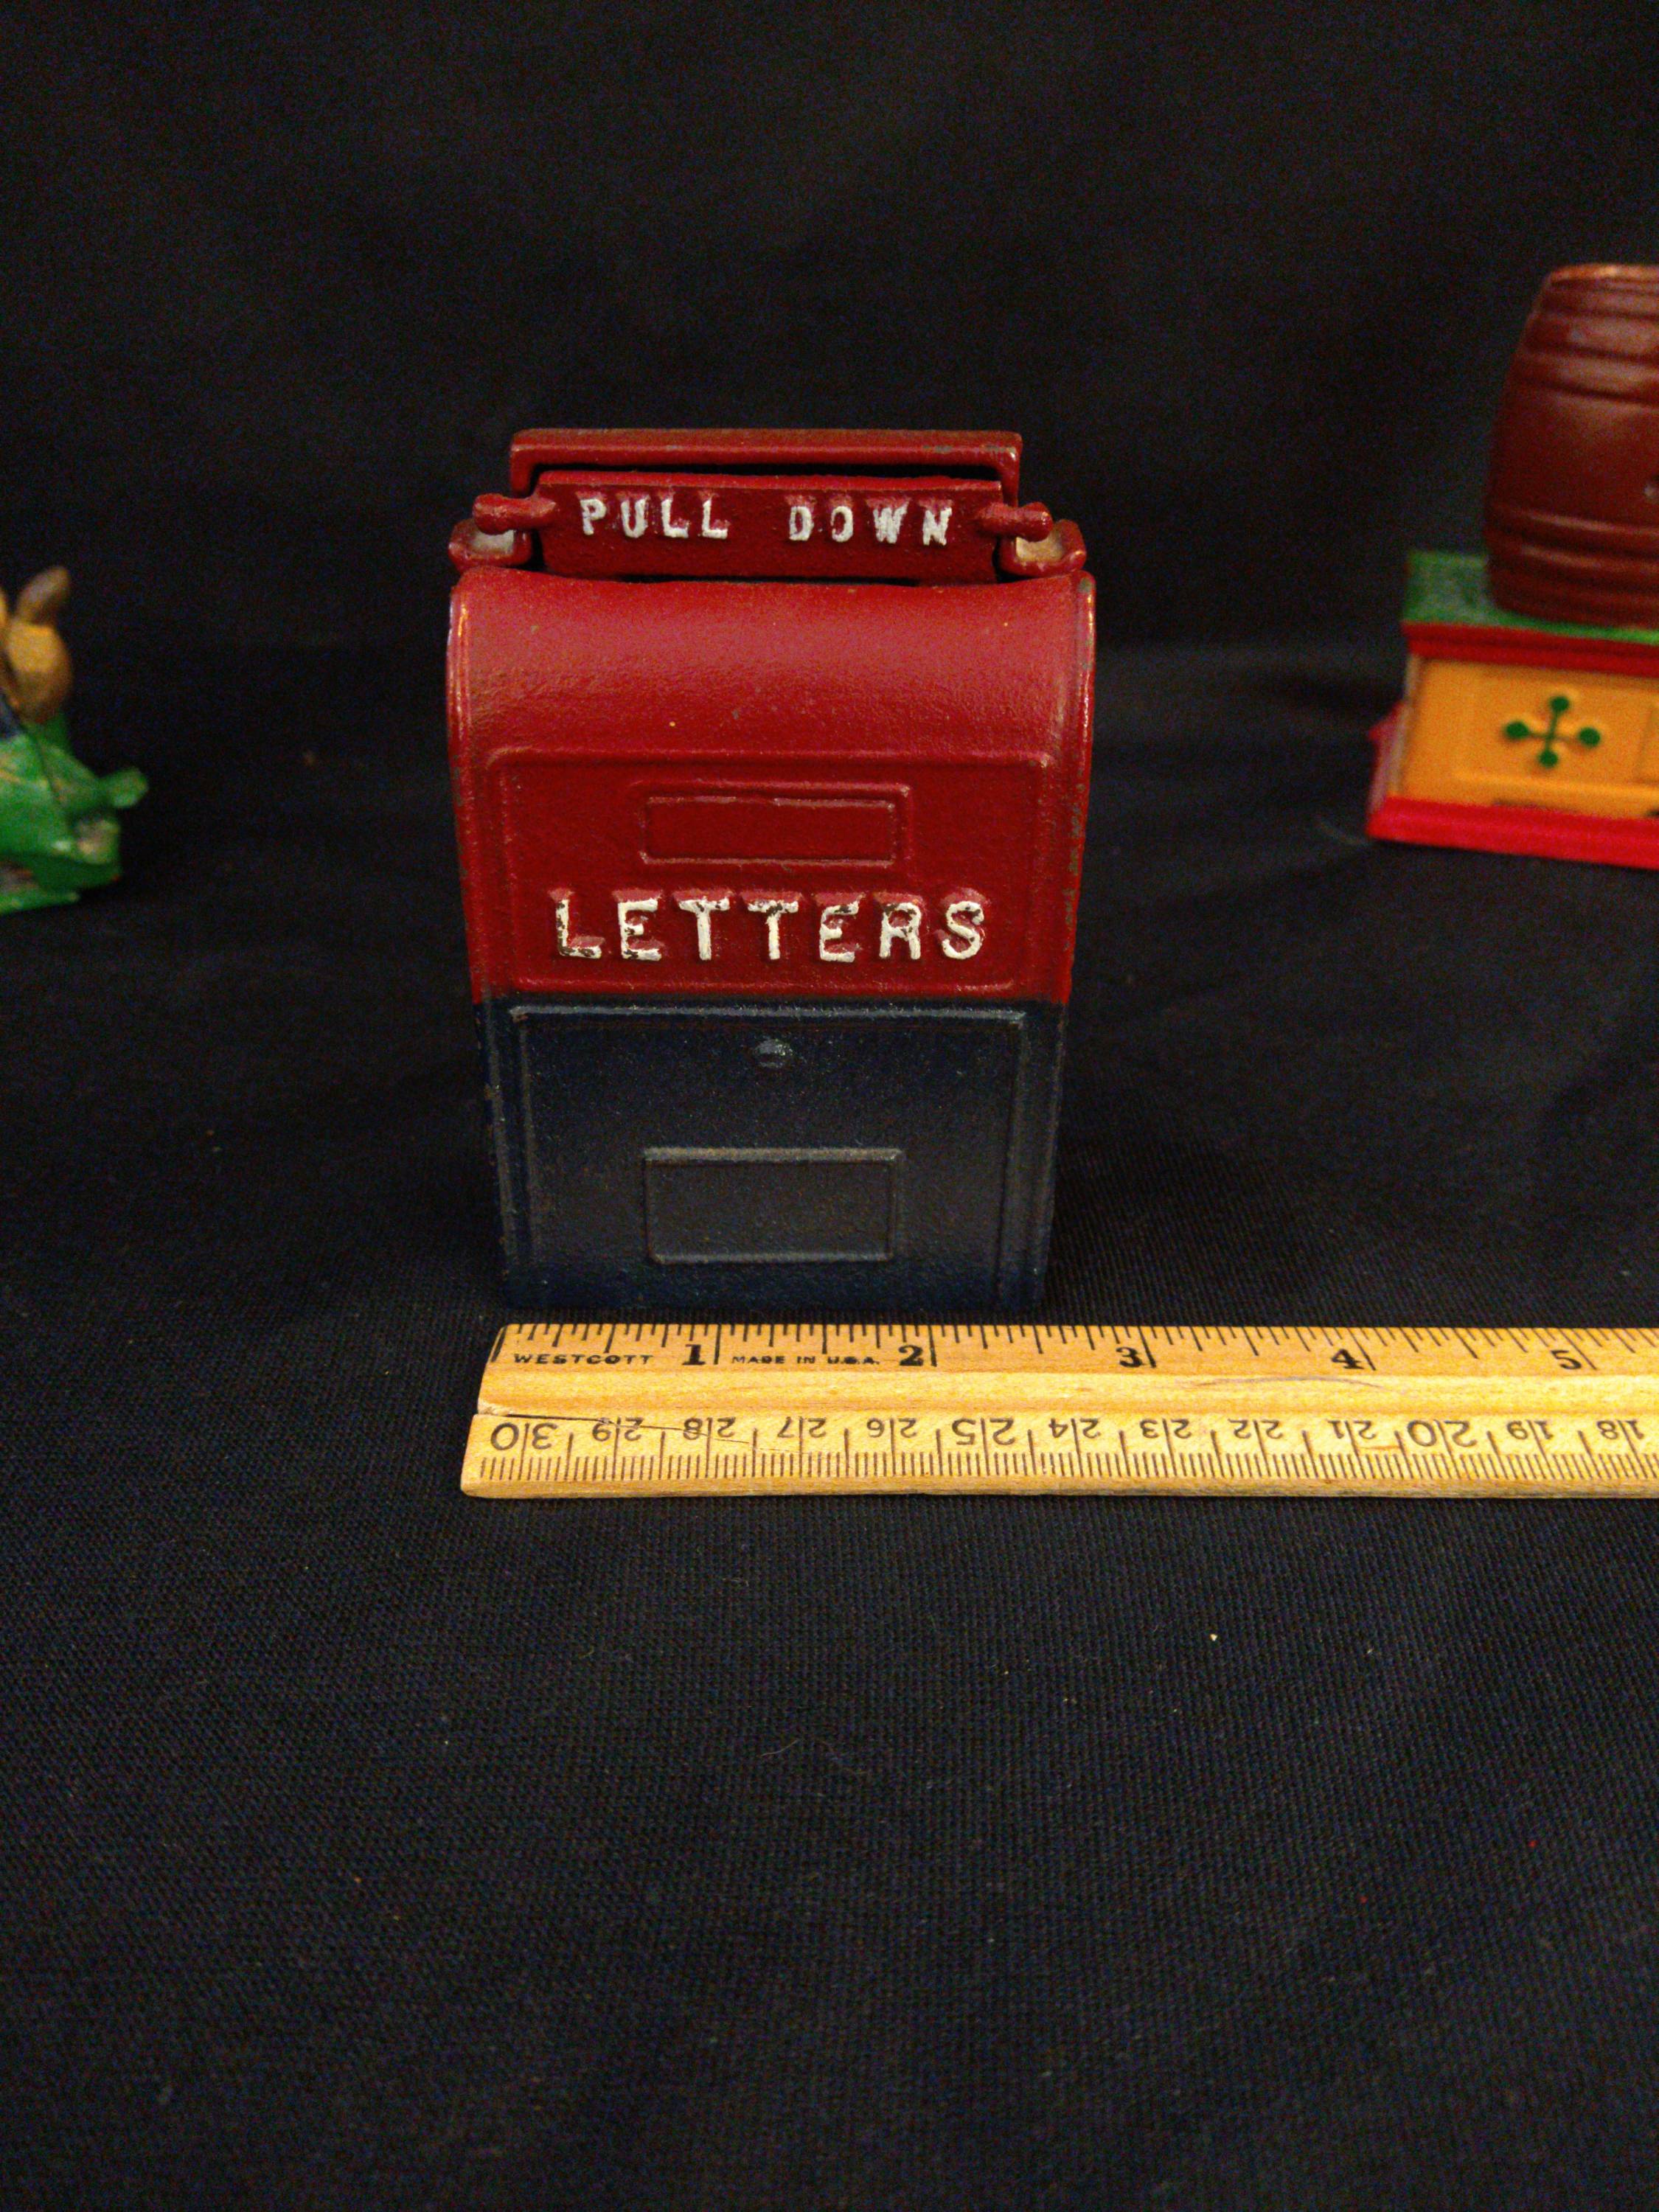 PULL DOWN
LETTERS
WESTCOTT 1 MADE IN U.S.A. 2 3 4 5
30 29 28 27 26 25 24 23 22 21 20 19 18